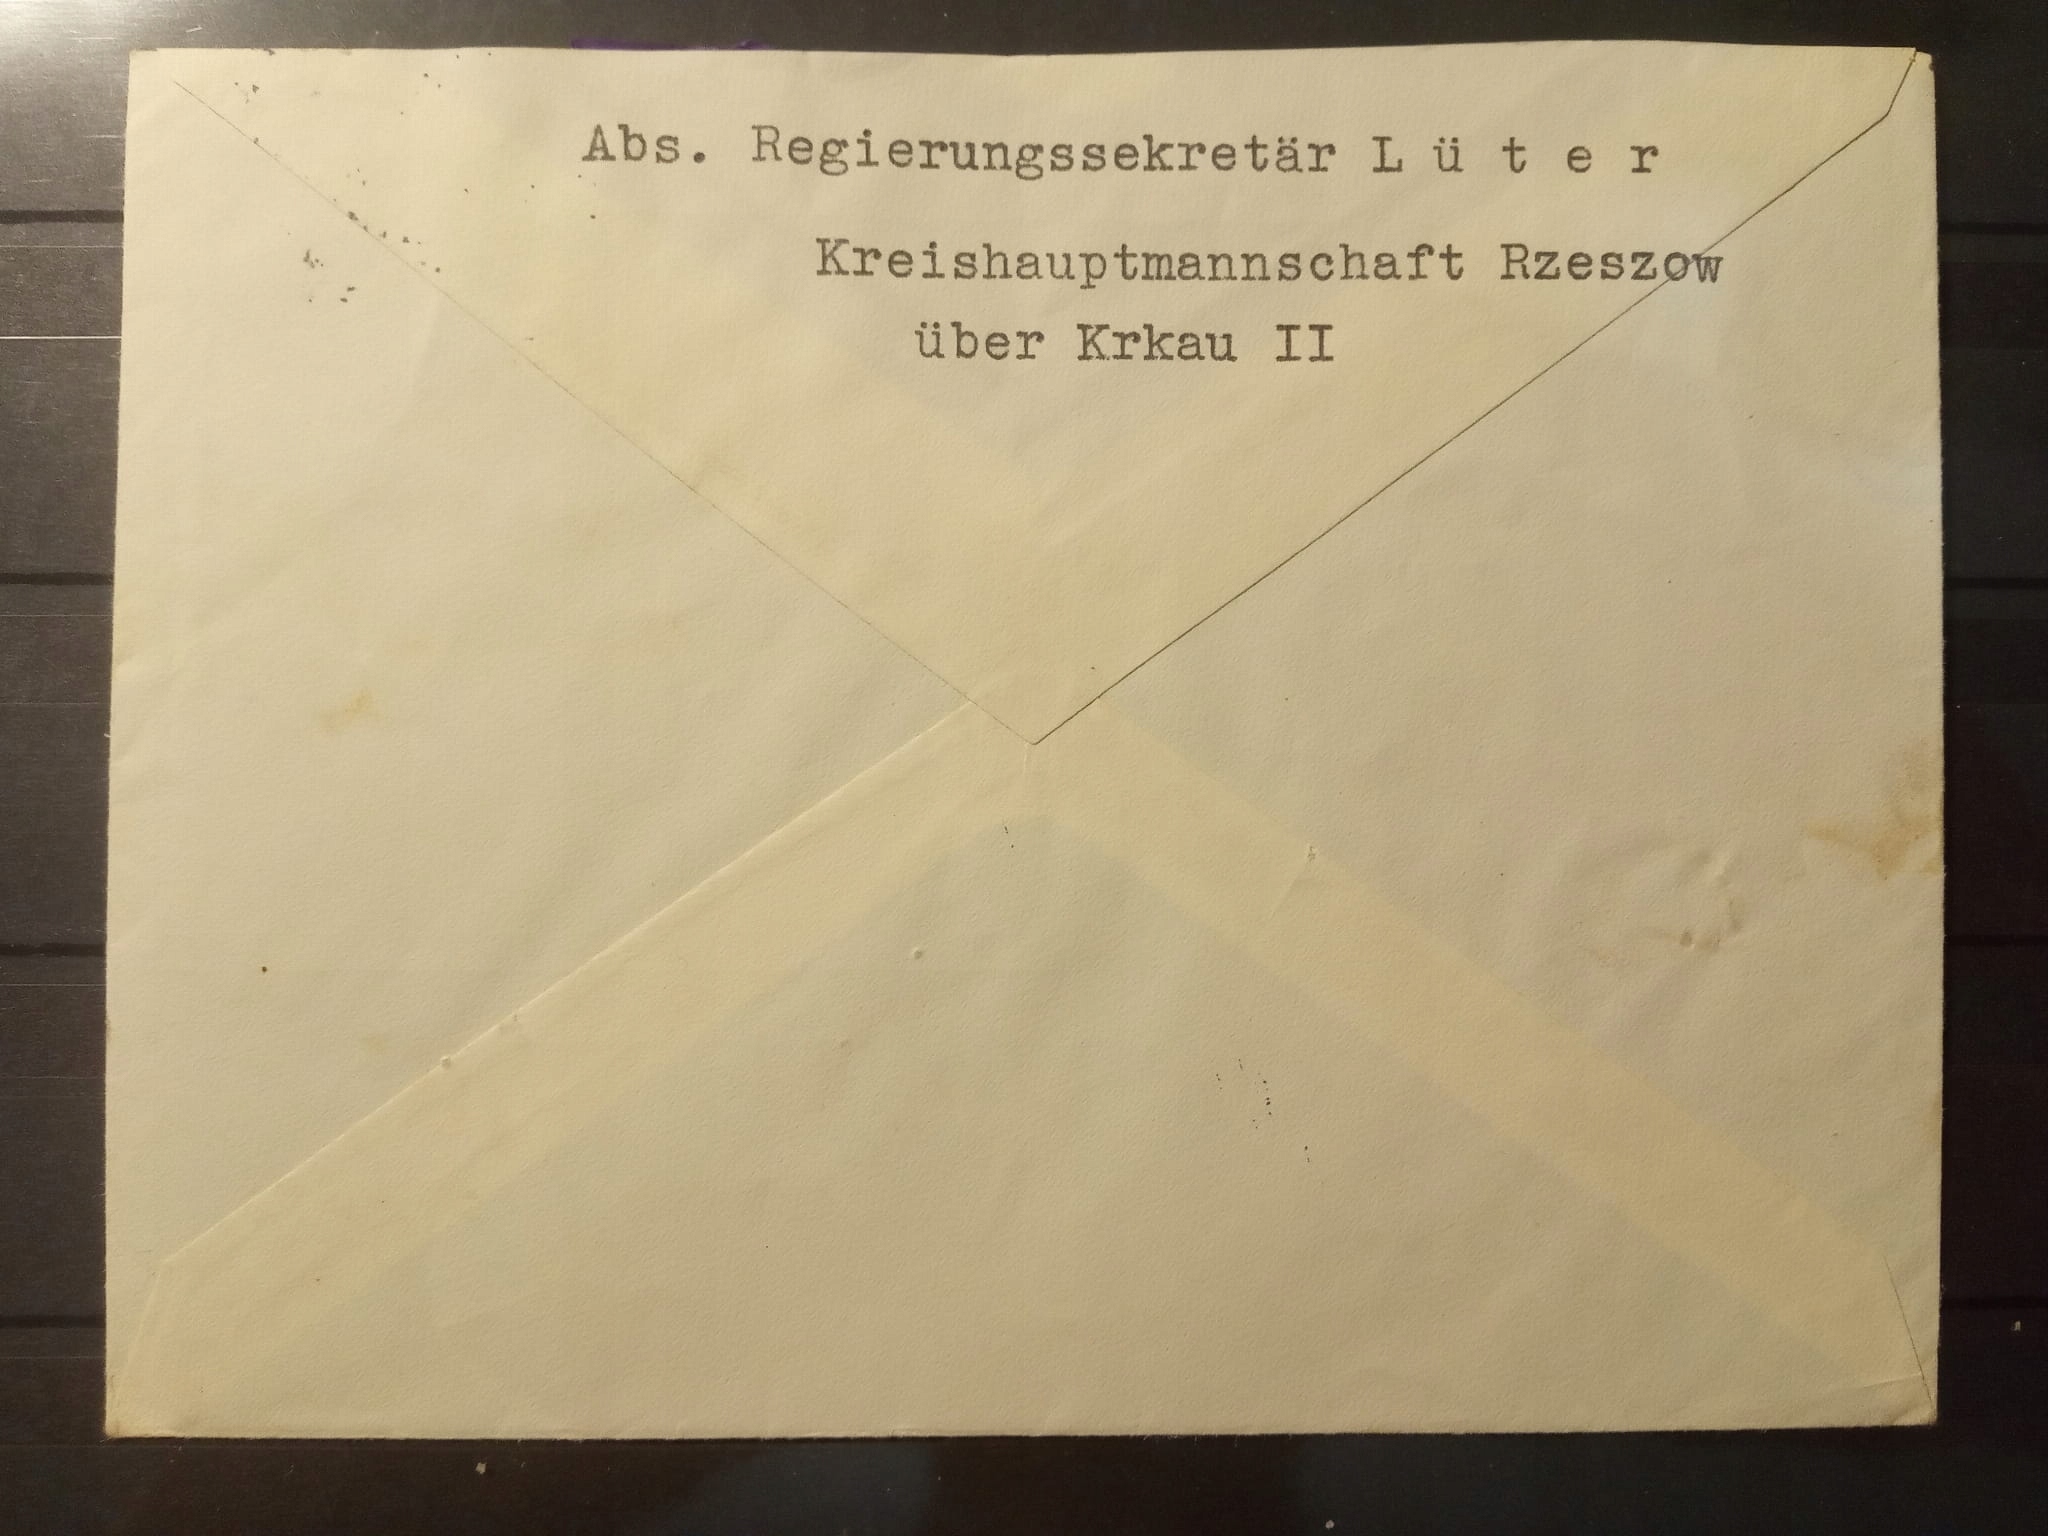 Abs. Regierungssekretär L ü t e r
Kreishauptmannschaft Rzeszow
über Krkau II